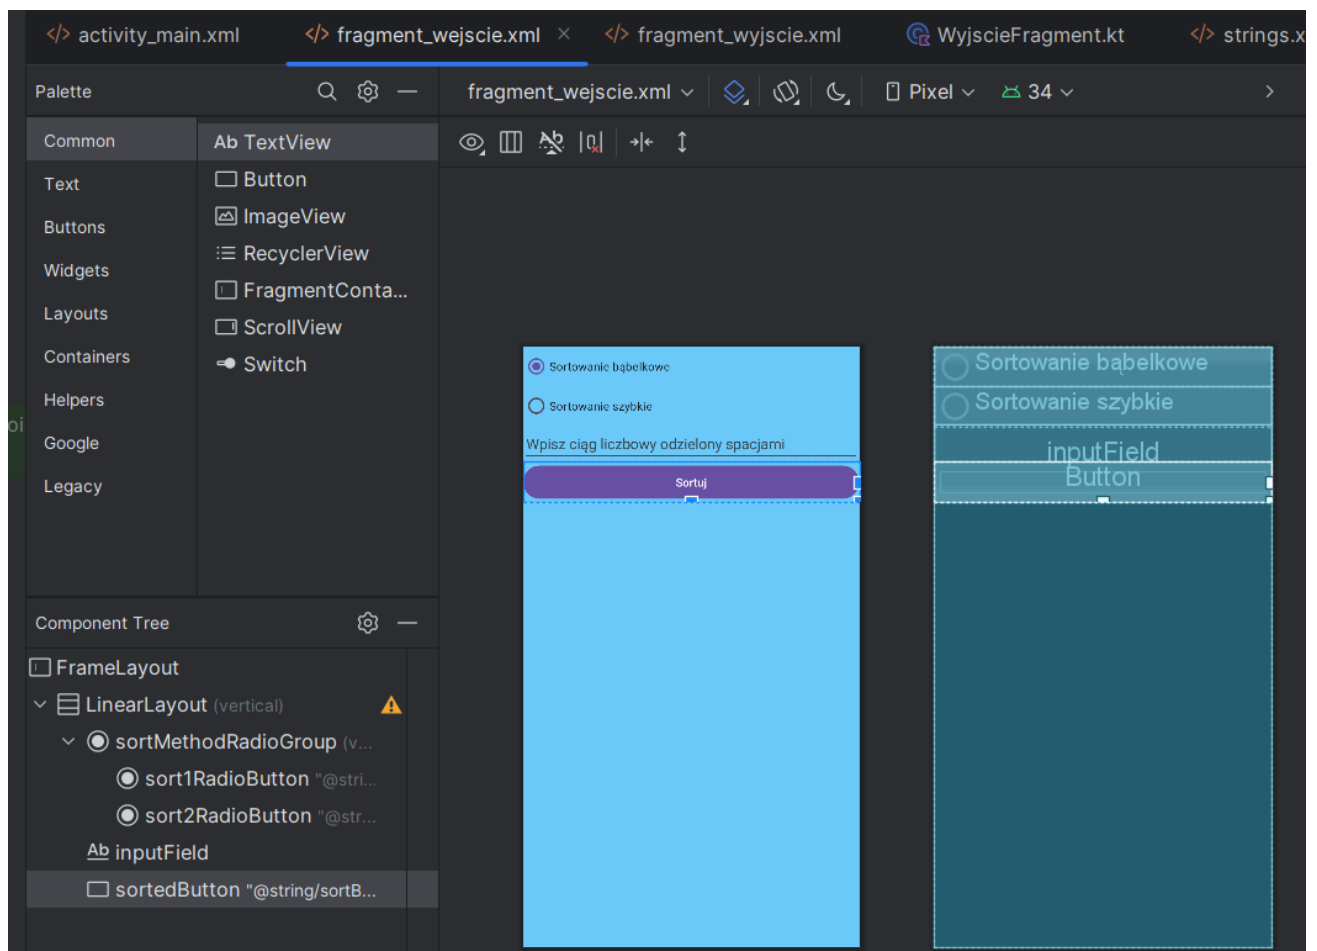 activity_main.xml
fragment_wejscie.xml
fragment_wyjscie.xml
WyjscieFragment.kt
strings.x
Palette
fragment_wejscie.xml
Pixel
34
Common
Text
Buttons
Widgets
Layouts
Containers
Helpers
Google
Legacy
Ab TextView
Button
ImageView
RecyclerView
FragmentConta...
ScrollView
Switch
oi
Sortowanie bąbelkowe
Sortowanie szybkie
Wpisz ciąg liczbowy odzielony spacjami
Sortuj
Sortowanie bąbelkowe
Sortowanie szybkie
inputField
Button
Component Tree
FrameLayout
LinearLayout (vertical)
sortMethodRadioGroup (v...
sort1RadioButton "@stri...
sort2RadioButton "@str...
Ab inputField
sortedButton "@string/sortB...